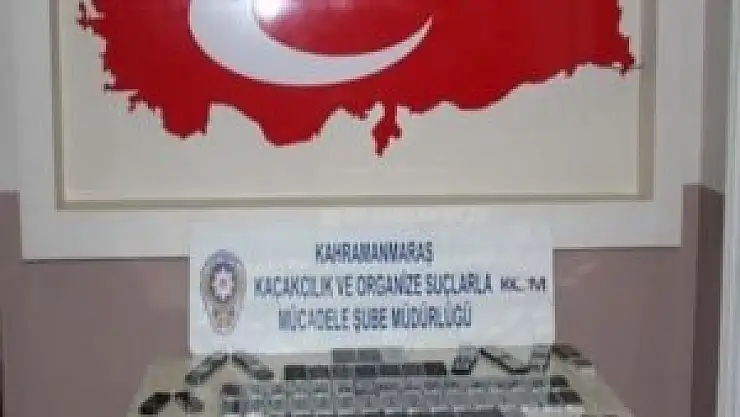 KAHRAMANMARAŞ
KAÇAKÇILIK VE ORGANİZE SUÇLARLA
MÜCADELE ŞUBE MÜDÜRLÜĞÜ